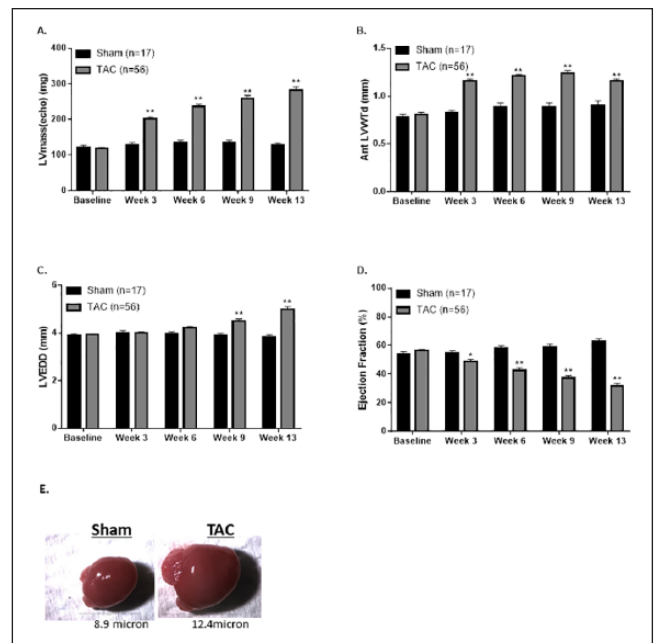 A.
Sham (n=17)
TAC (n=56)
LVmass(echo) (mg)
400
300
200
100
0
**
**
**
**
Baseline Week 3 Week 6 Week 9 Week 13
B.
Sham (n=17)
TAC (n=56)
Ant LVWTd (mm)
1.5
1.0
0.5
0.0
**
**
**
**
Baseline Week 3 Week 6 Week 9 Week 13
C.
Sham (n=17)
TAC (n=56)
LVEDD (mm)
6
4
2
0
**
**
Baseline Week 3 Week 6 Week 9 Week 13
D.
Sham (n=17)
TAC (n=56)
Ejection Fraction (%)
100
80
60
40
20
0
*
**
**
**
Baseline Week 3 Week 6 Week 9 Week 13
E.
Sham TAC
8.9 micron 12.4micron